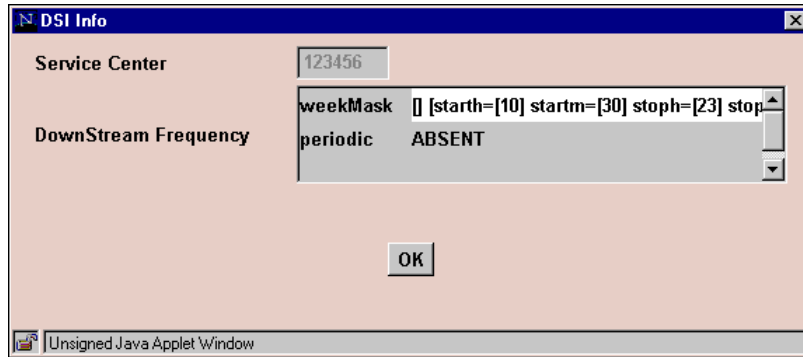 DSI Info
Service Center 123456
weekMask [] [starth=[10] startm=[30] stoph=[23] stop
DownStream Frequency
periodic ABSENT
OK
Unsigned Java Applet Window